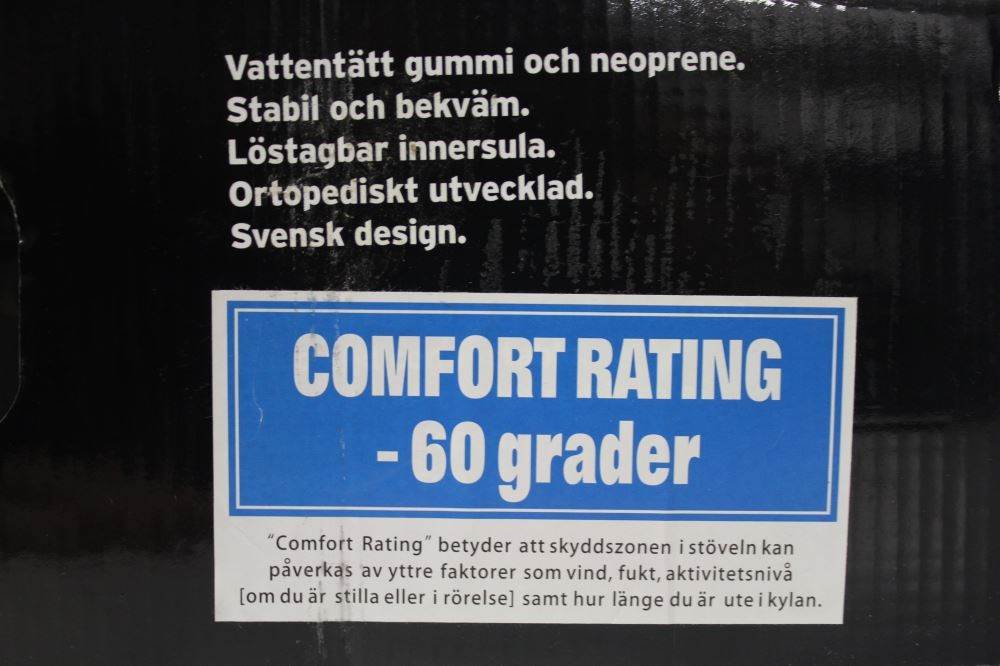 Vattentätt gummi och neoprene.
Stabil och bekväm.
Löstagbar innersula.
Ortopediskt utvecklad.
Svensk design.
COMFORT RATING
- 60 grader
"Comfort Rating" betyder att skyddszonen i stöveln kan
påverkas av yttre faktorer som vind, fukt, aktivitetsnivå
[om du är stilla eller i rörelse] samt hur länge du är ute i kylan.